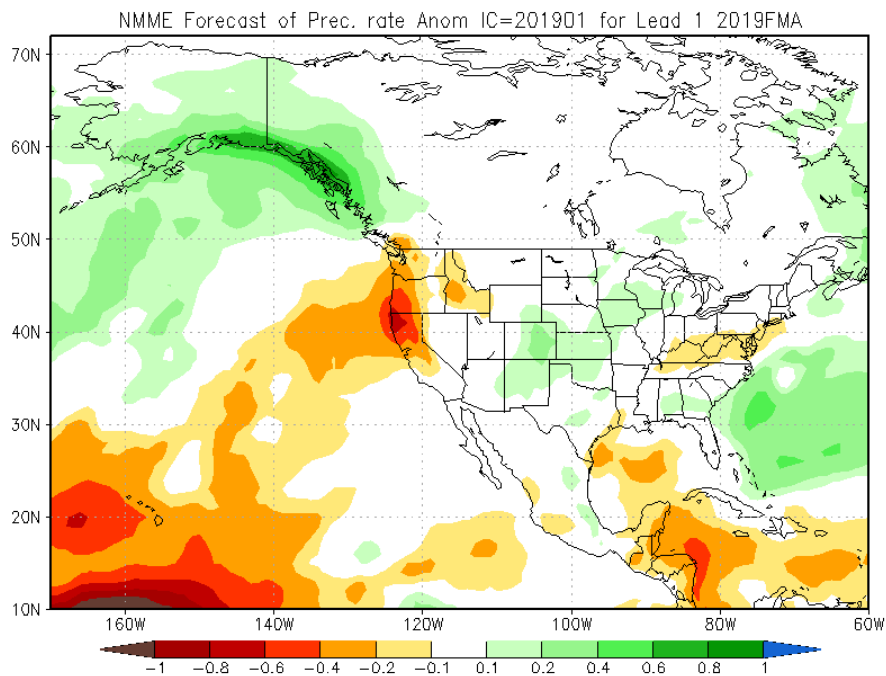 NMME Forecast of Prec. rate Anom IC=201901 for Lead 1 2019FMA
70N
60N
50N
40N
30N
20N
10N
160W 140W 120W 100W 80W 60W
-1 -0.8 -0.6 -0.4 -0.2 -0.1 0.1 0.2 0.4 0.6 0.8 1